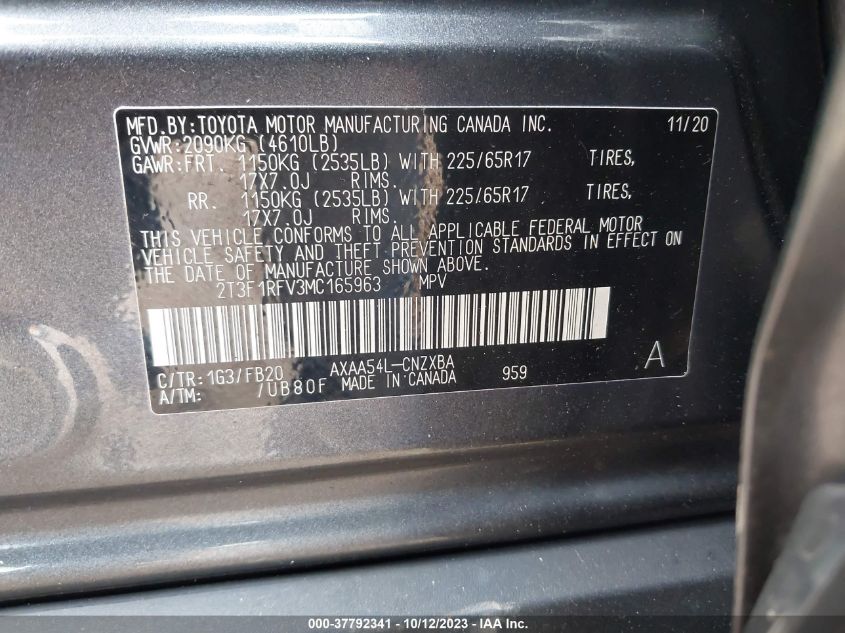 MFD.BY:TOYOTA MOTOR MANUFACTURING CANADA INC. 11/20
GVWR:2090KG (4610LB)
GAWR:FRT. 1150KG (2535LB) WITH 225/65R17 TIRES,
17X7.0J RIMS.
RR. 1150KG (2535LB) WITH 225/65R17 TIRES,
17X7.0J RIMS.
THIS VEHICLE CONFORMS TO ALL APPLICABLE FEDERAL MOTOR
VEHICLE SAFETY AND THEFT PREVENTION STANDARDS IN EFFECT ON
THE DATE OF MANUFACTURE SHOWN ABOVE.
2T3F1RFV3MC165963 MPV
C/TR:1G3/FB20 AXAA54L-CNZXBA A
A/TM: /UB80F MADE IN CANADA 959
000-37792341 - 10/12/2023 - IAA Inc.